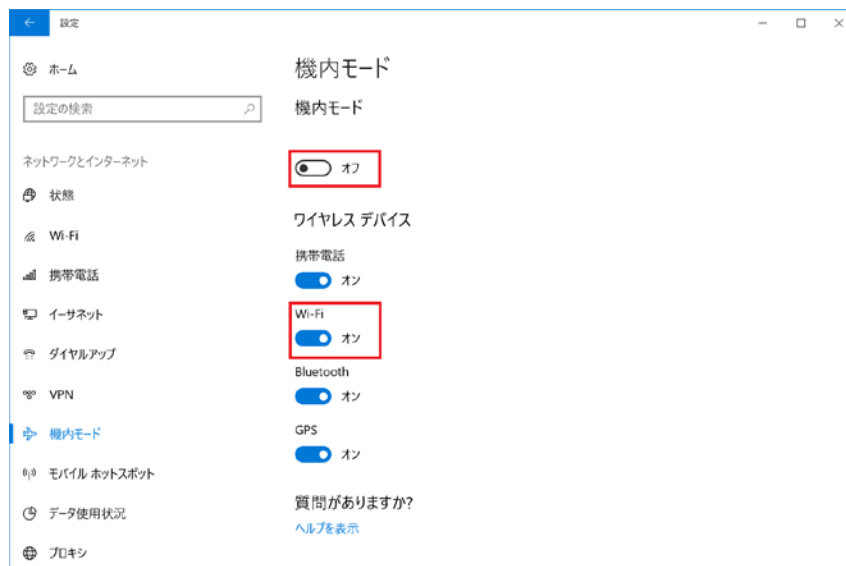 設定
ホーム
設定の検索
ネットワークとインターネット
状態
Wi-Fi
携帯電話
イーサネット
ダイヤルアップ
VPN
機内モード
モバイル ホットスポット
データ使用状況
プロキシ
機内モード
機内モード
オフ
ワイヤレス デバイス
携帯電話
オン
Wi-Fi
オン
Bluetooth
オン
GPS
オン
質問がありますか?
ヘルプを表示